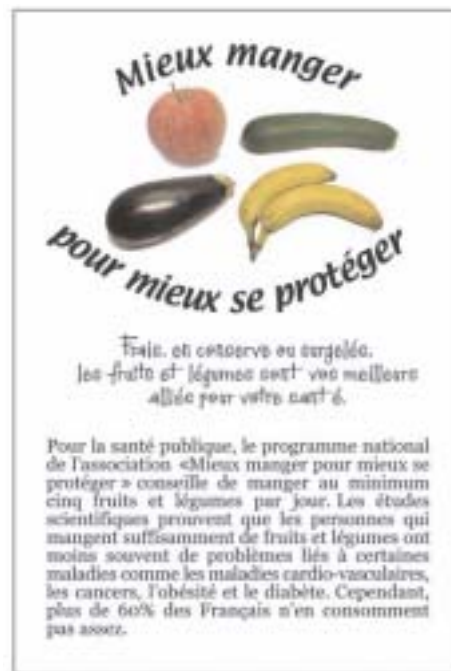 Mieux manger
pour mieux se protéger
Frais, en conserve ou surgelés,
les fruits et légumes sont vos meilleurs
alliés pour votre santé.
Pour la santé publique, le programme national
de l'association «Mieux manger pour mieux se
protéger» conseille de manger au minimum
cinq fruits et légumes par jour. Les études
scientifiques prouvent que les personnes qui
mangent suffisamment de fruits et légumes ont
moins souvent de problèmes liés à certaines
maladies comme les maladies cardio-vasculaires,
les cancers, l'obésité et le diabète. Cependant,
plus de 60% des Français n'en consomment
pas assez.